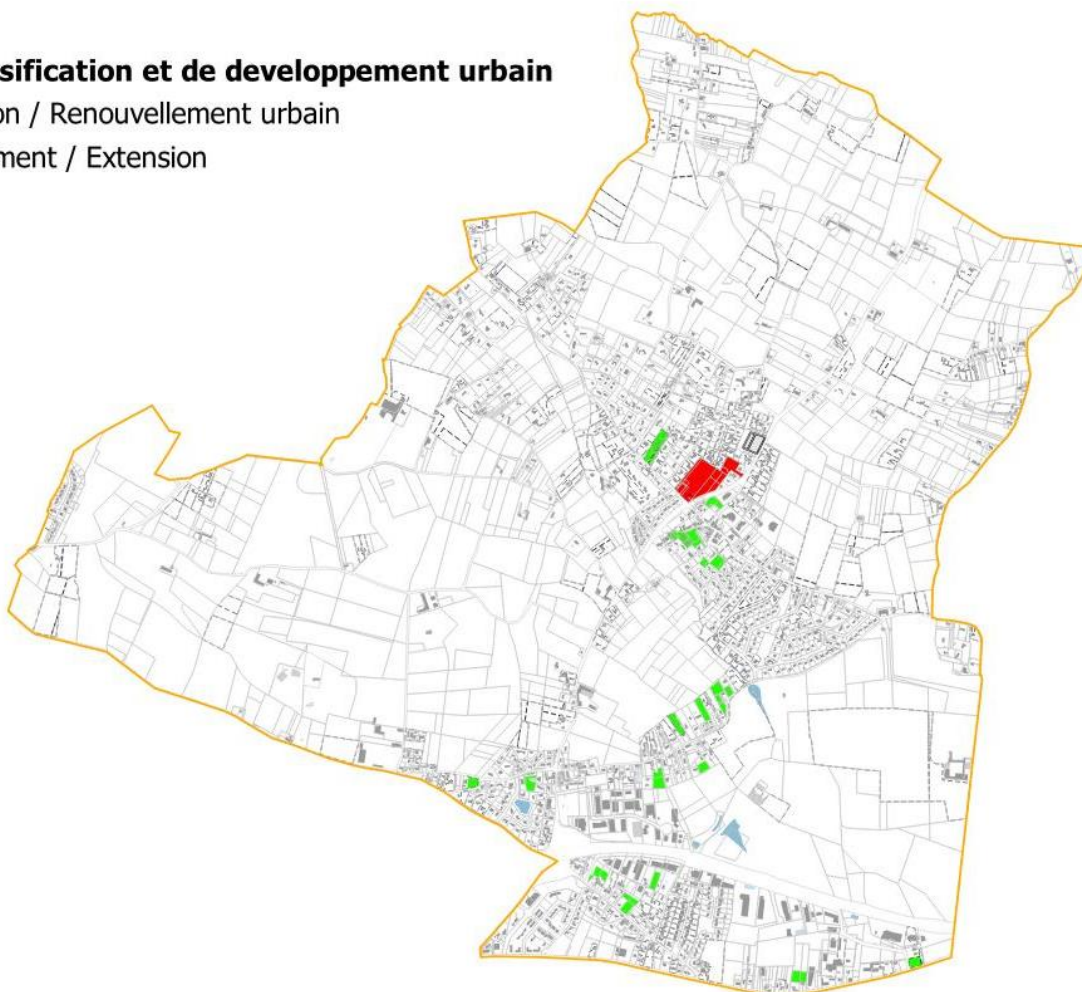 sification et de developpement urbain
on / Renouvellement urbain
ment / Extension